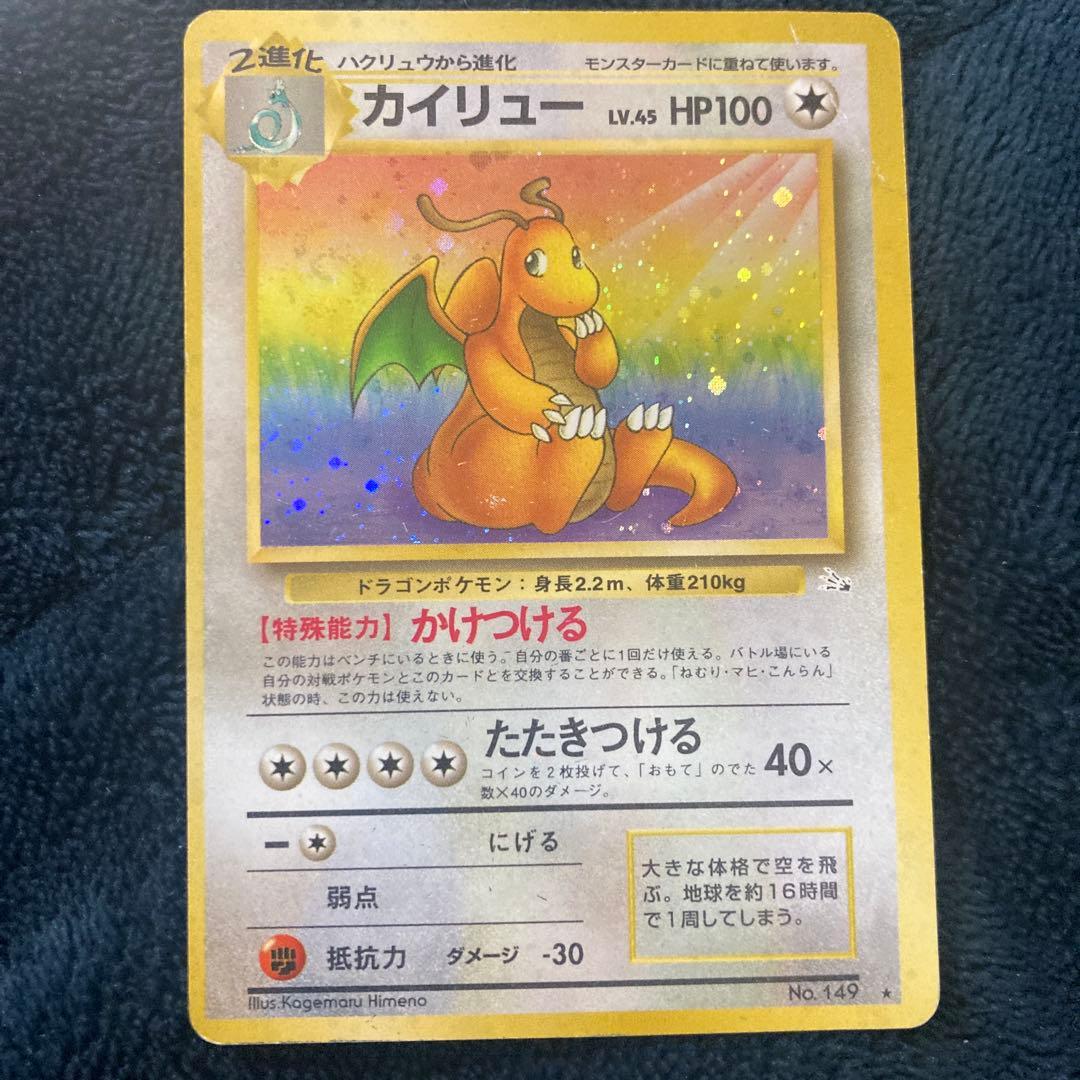 2進化 ハクリュウから進化 モンスターカードに重ねて使います。
カイリュー LV.45 HP100
ドラゴンポケモン：身長2.2m、体重210kg
【特殊能力】かけつける
この能力はベンチにいるときに使う。自分の番ごとに1回だけ使える。バトル場にいる
自分の対戦ポケモンとこのカードとを交換することができる。「ねむり・マヒ・こんらん」
状態の時、この力は使えない。
たたきつける 40×
コインを2枚投げて、「おもて」のでた
数×40のダメージ。
ー にげる
弱点
抵抗力 ダメージ -30
大きな体格で空を飛
ぶ。地球を約16時間
で1周してしまう。
Illus.Kagemaru Himeno
No.149 ★